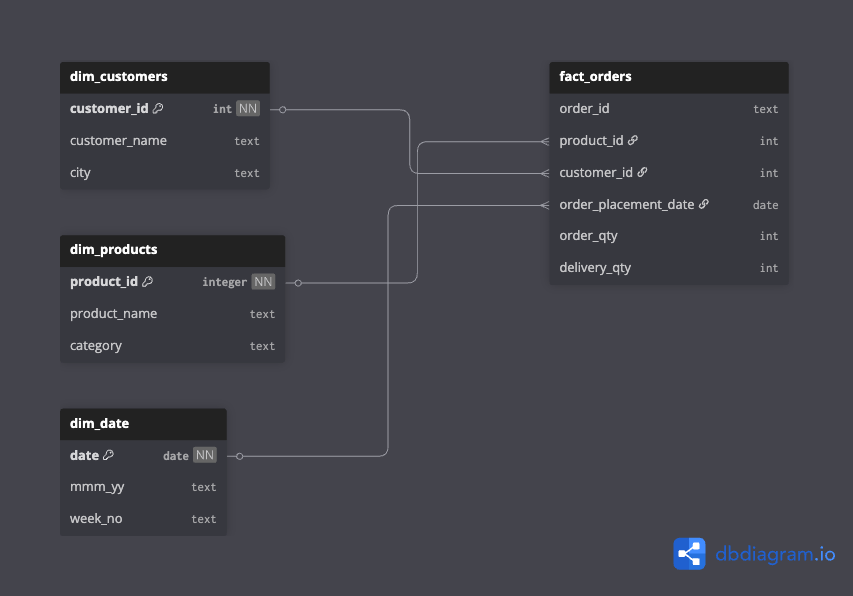 dim_customers
customer_id int NN
customer_name text
city text
fact_orders
order_id text
product_id int
customer_id int
order_placement_date date
order_qty int
delivery_qty int
dim_products
product_id integer NN
product_name text
category text
dim_date
date date NN
mmm_yy text
week_no text
dbdiagram.io